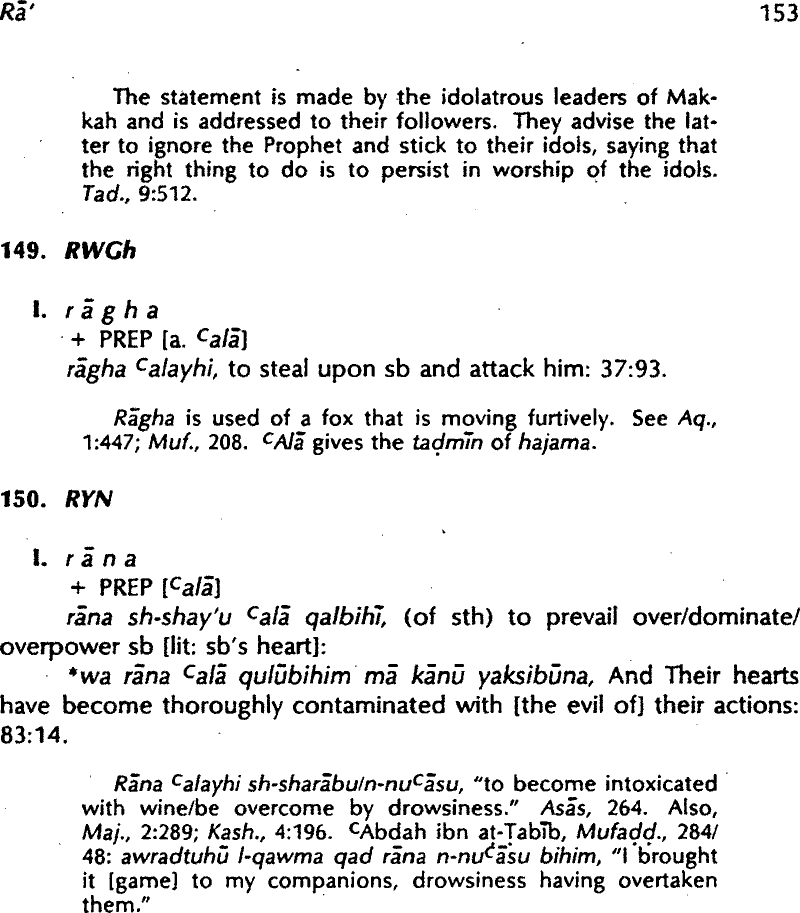 Rā’ 153
The statement is made by the idolatrous leaders of Mak-
kah and is addressed to their followers. They advise the lat-
ter to ignore the Prophet and stick to their idols, saying that
the right thing to do is to persist in worship of the idols.
Tad., 9:512.
149. RWGh
I. r ā g h a
+ PREP [a. ᶜalā]
rāgha ᶜalayhi, to steal upon sb and attack him: 37:93.
Rāgha is used of a fox that is moving furtively. See Aq.,
1:447; Muf., 208. ᶜAlā gives the taḍmīn of hajama.
150. RYN
I. r ā n a
+ PREP [ᶜalā]
rāna sh-shay'u ᶜalā qalbihī, (of sth) to prevail over/dominate/
overpower sb [lit: sb's heart]:
*wa rāna ᶜalā qulūbihim mā kānū yaksibūna, And Their hearts
have become thoroughly contaminated with [the evil of] their actions:
83:14.
Rāna ᶜalayhi sh-sharābu/n-nuᶜāsu, "to become intoxicated
with wine/be overcome by drowsiness." Asās, 264. Also,
Maj., 2:289; Kash., 4:196. ᶜAbdah ibn aṭ-Ṭabīb, Mufaḍḍ., 284/
48: awradtuhū l-qawma qad rāna n-nuᶜāsu bihim, "I brought
it [game] to my companions, drowsiness having overtaken
them."